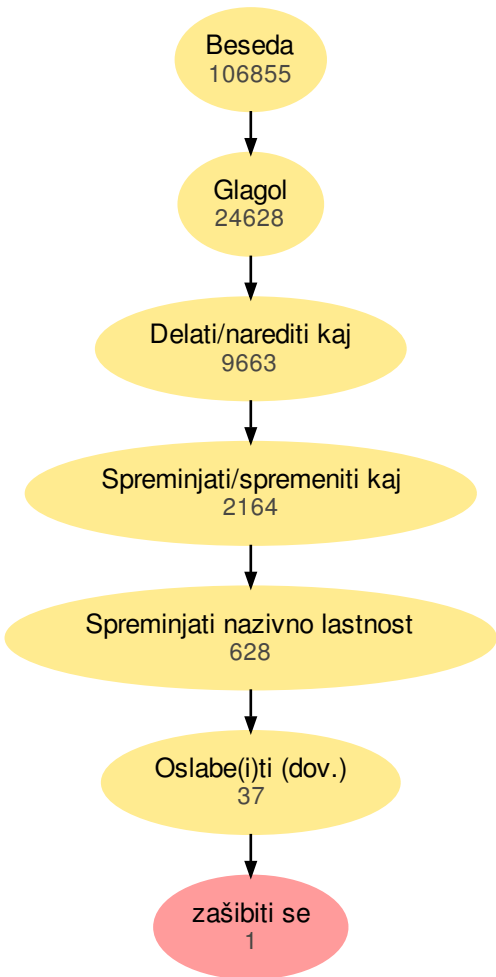 Beseda
106855
Glagol
24628
Delati/narediti kaj
9663
Spreminjati/spremeniti kaj
2164
Spreminjati nazivno lastnost
628
Oslabe(i)ti (dov.)
37
zašibiti se
1